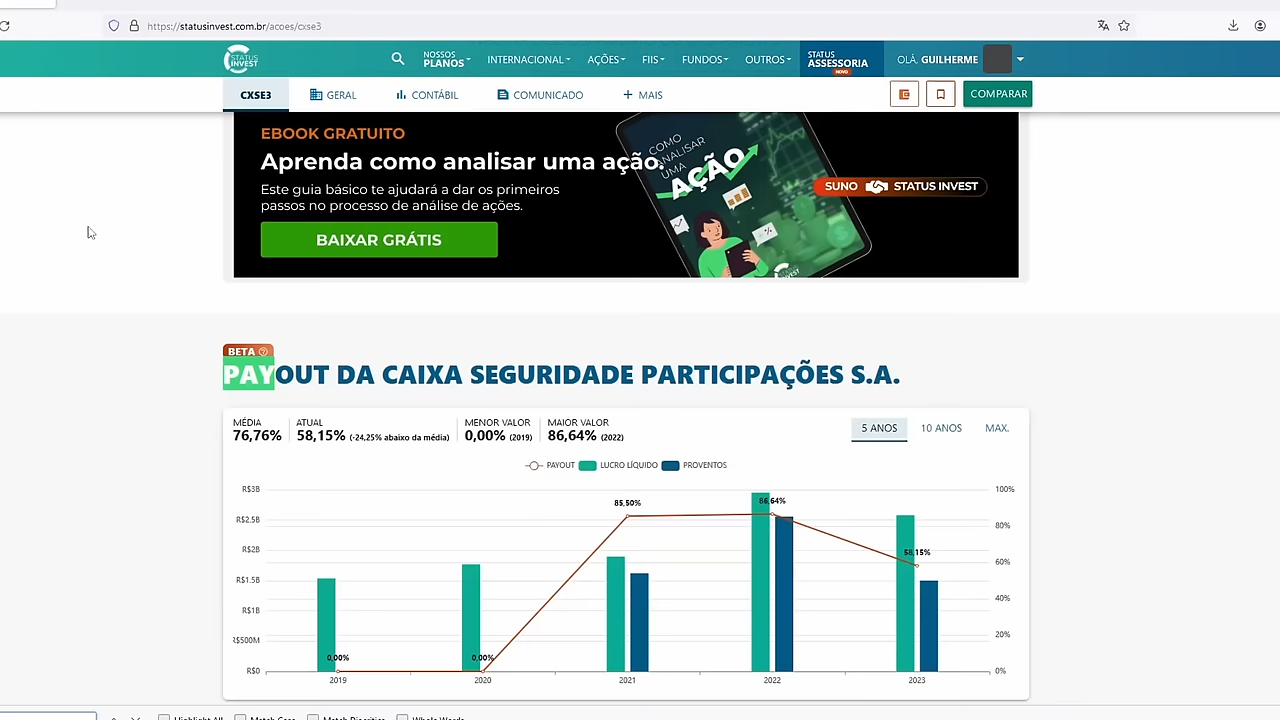 https://statusinvest.com.br/acoes/cxse3
STATUS INVEST
NOSSOS PLANOS
INTERNACIONAL
AÇÕES
FIIS
FUNDOS
OUTROS
STATUS ASSESSORIA
NOVO
OLÁ, GUILHERME
CXSE3
GERAL
CONTÁBIL
COMUNICADO
+ MAIS
COMPARAR
EBOOK GRATUITO
Aprenda como analisar uma ação.
Este guia básico te ajudará a dar os primeiros
passos no processo de análise de ações.
BAIXAR GRÁTIS
COMO
ANALISAR
UMA
AÇÃO
STATUS INVEST
SUNO STATUS INVEST
BETA
PAYOUT DA CAIXA SEGURIDADE PARTICIPAÇÕES S.A.
MÉDIA
76,76%
ATUAL
58,15% (-24,25% abaixo da média)
MENOR VALOR
0,00% (2019)
MAIOR VALOR
86,64% (2022)
5 ANOS
10 ANOS
MAX.
PAYOUT LUCRO LÍQUIDO PROVENTOS
R$3B
R$2.5B
R$2B
R$1.5B
R$1B
R$500M
R$0
100%
80%
60%
40%
20%
0%
0,00%
0,00%
85,50%
86,64%
58,15%
2019 2020 2021 2022 2023
Highlight All Match Case Match Diacritics Whole Words